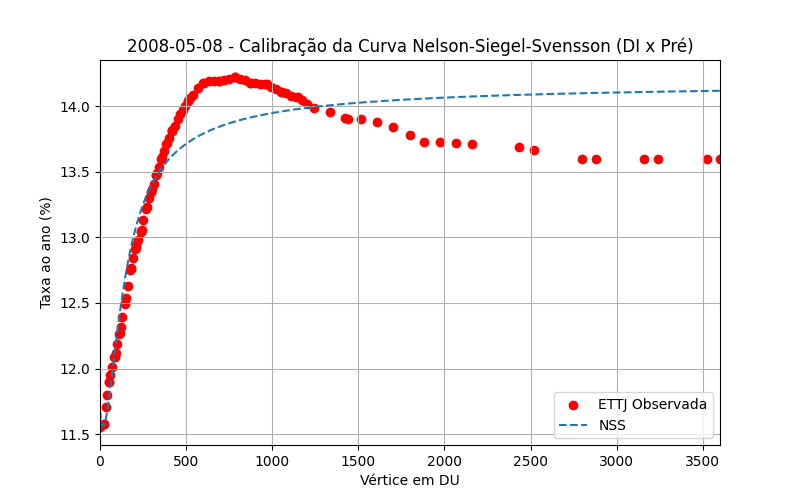 2008-05-08 - Calibração da Curva Nelson-Siegel-Svensson (DI x Pré)
Taxa ao ano (%)
14.0
13.5
13.0
12.5
12.0
11.5
0 500 1000 1500 2000 2500 3000 3500
Vértice em DU
ETTJ Observada
NSS